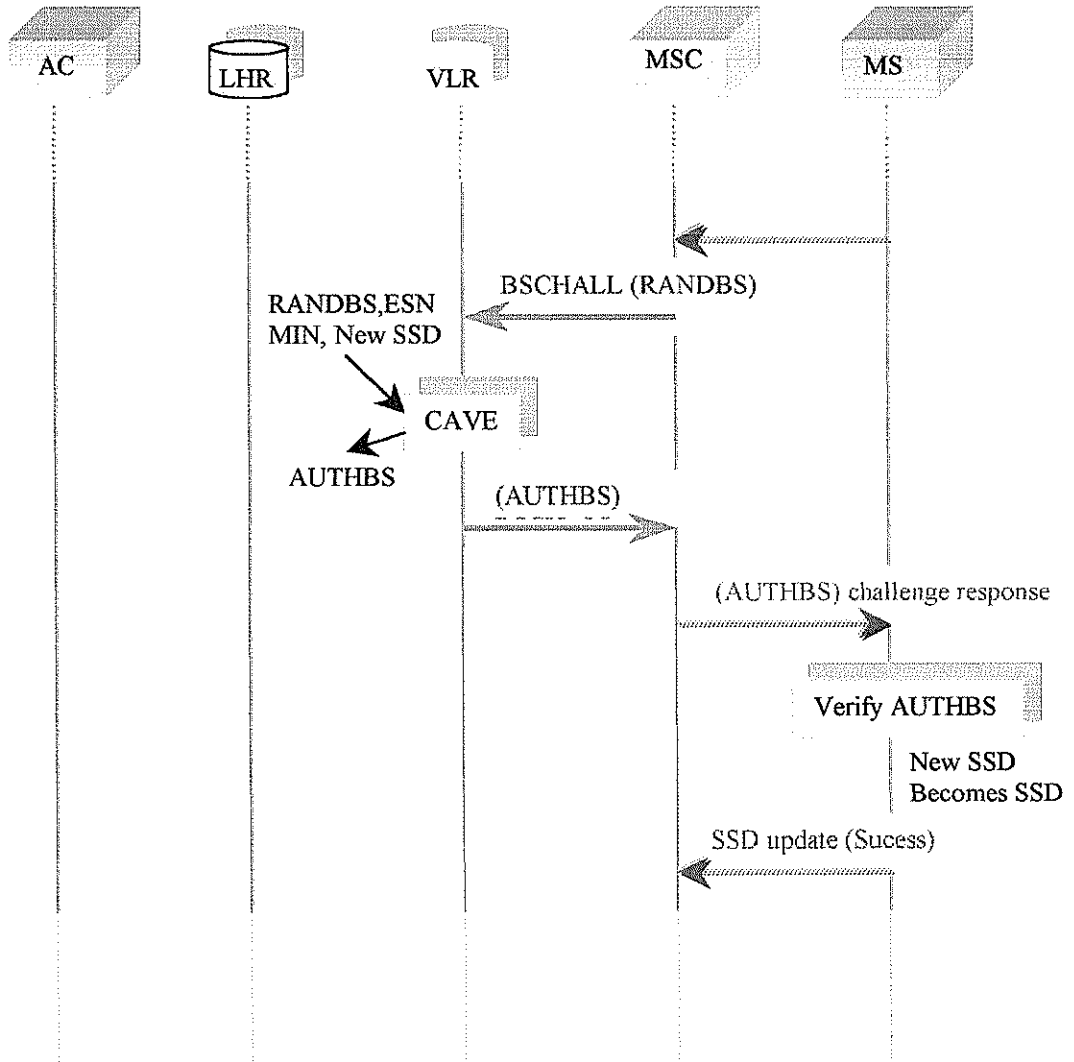 AC
LHR
VLR
MSC
MS
BSCHALL (RANDBS)
RANDBS,ESN
MIN, New SSD
CAVE
AUTHBS
(AUTHBS)
(AUTHBS) challenge response
Verify AUTHBS
New SSD
Becomes SSD
SSD update (Sucess)